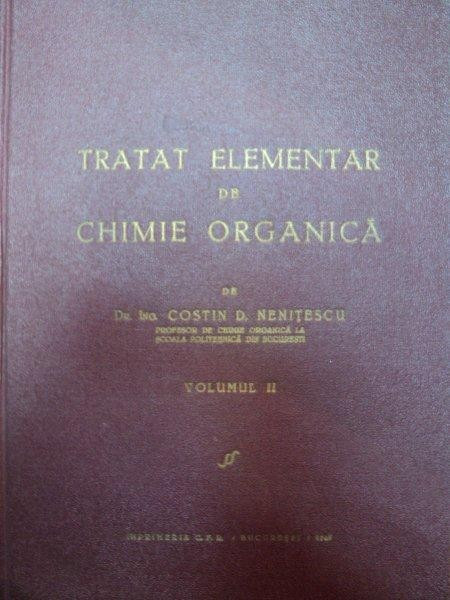 TRATAT ELEMENTAR
DE
CHIMIE ORGANICĂ
DE
DR. ING. COSTIN D. NENIȚESCU
PROFESOR DE CHIMIE ORGANICĂ LA
ȘCOALA POLITEHNICĂ DIN BUCUREȘTI
VOLUMUL II
IMPRIMERIA C.F.R. / BUCUREȘTI /